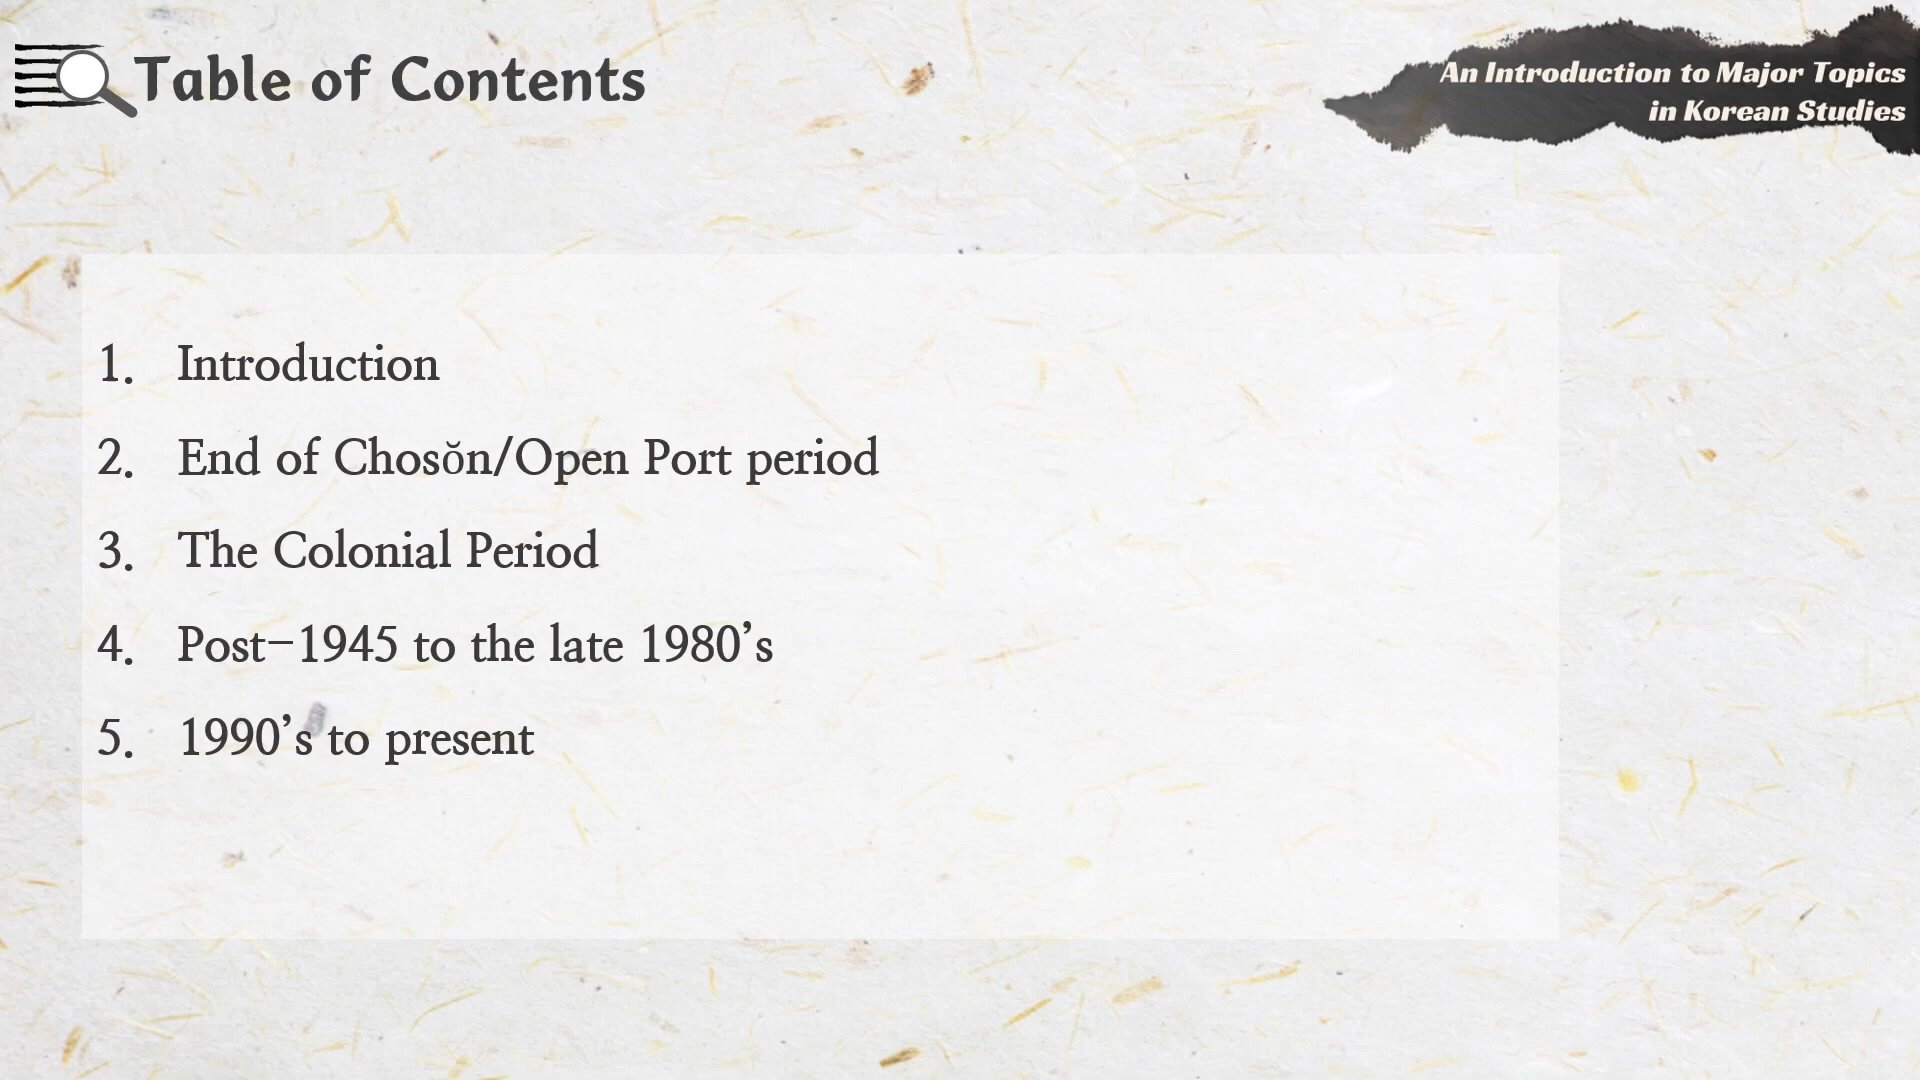 Table of Contents
An Introduction to Major Topics
in Korean Studies
1. Introduction
2. End of Chosŏn/Open Port period
3. The Colonial Period
4. Post-1945 to the late 1980’s
5. 1990’s to present